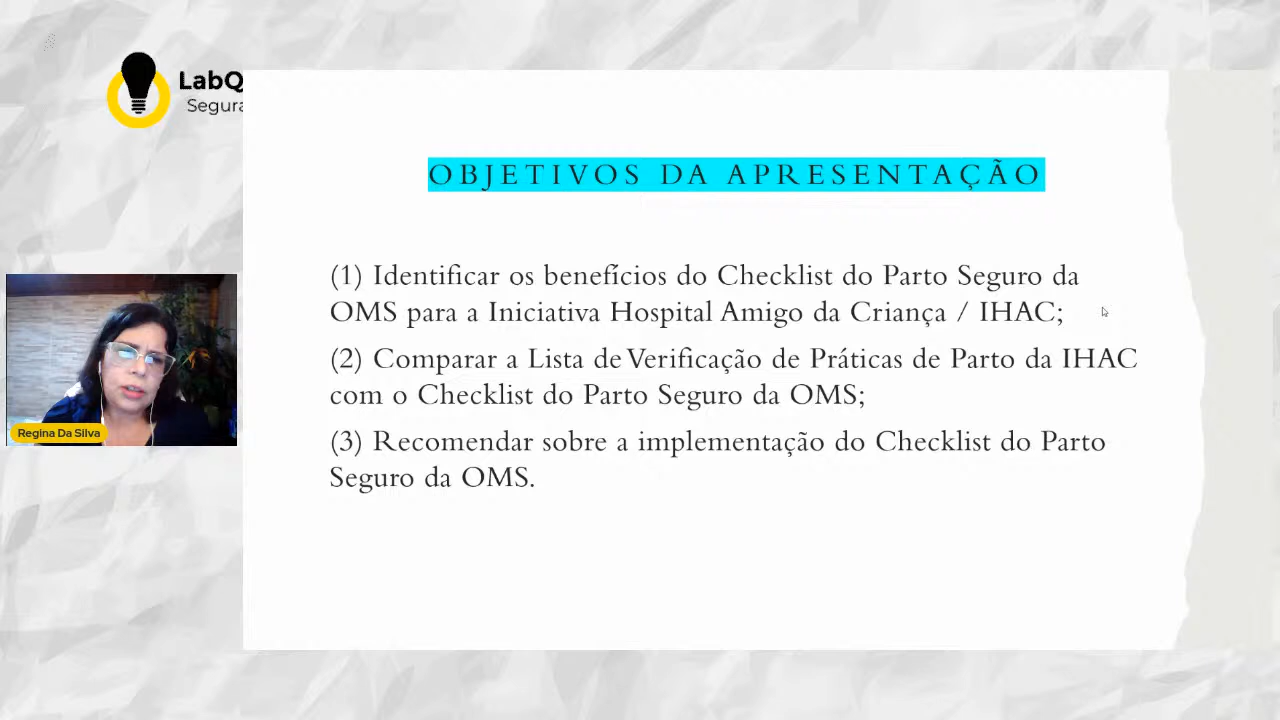 LabQ
Segura
OBJETIVOS DA APRESENTAÇÃO
(1) Identificar os benefícios do Checklist do Parto Seguro da
OMS para a Iniciativa Hospital Amigo da Criança / IHAC;
(2) Comparar a Lista de Verificação de Práticas de Parto da IHAC
com o Checklist do Parto Seguro da OMS;
(3) Recomendar sobre a implementação do Checklist do Parto
Seguro da OMS.
Regina Da Silva